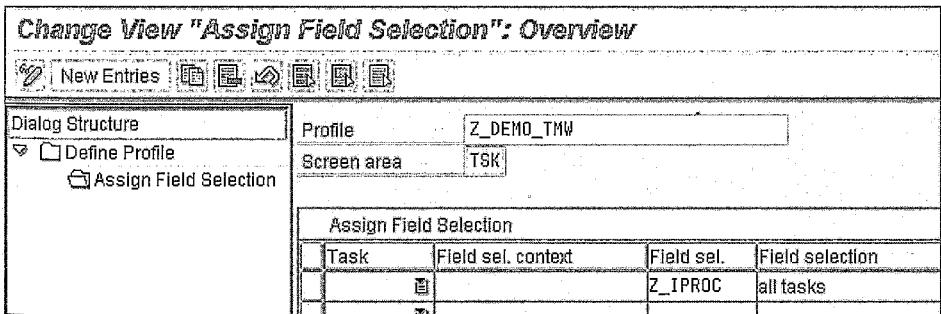 Change View "Assign Field Selection": Overview
New Entries
Dialog Structure
Define Profile
Assign Field Selection
Profile Z_DEMO_TMW
Screen area TSK
Assign Field Selection
Task Field sel. context Field sel. Field selection
Z_IPROC all tasks